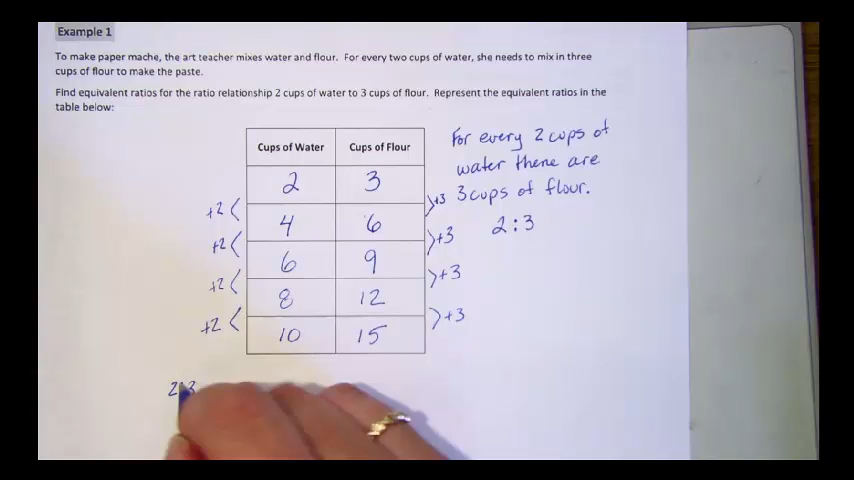 Example 1
To make paper mache, the art teacher mixes water and flour. For every two cups of water, she needs to mix in three
cups of flour to make the paste.
Find equivalent ratios for the ratio relationship 2 cups of water to 3 cups of flour. Represent the equivalent ratios in the
table below:
Cups of Water Cups of Flour
2 3
+2 +3
4 6
+2 +3
6 9
+2 +3
8 12
+2 +3
10 15
For every 2 cups of
water there are
3 cups of flour.
2:3
2:3